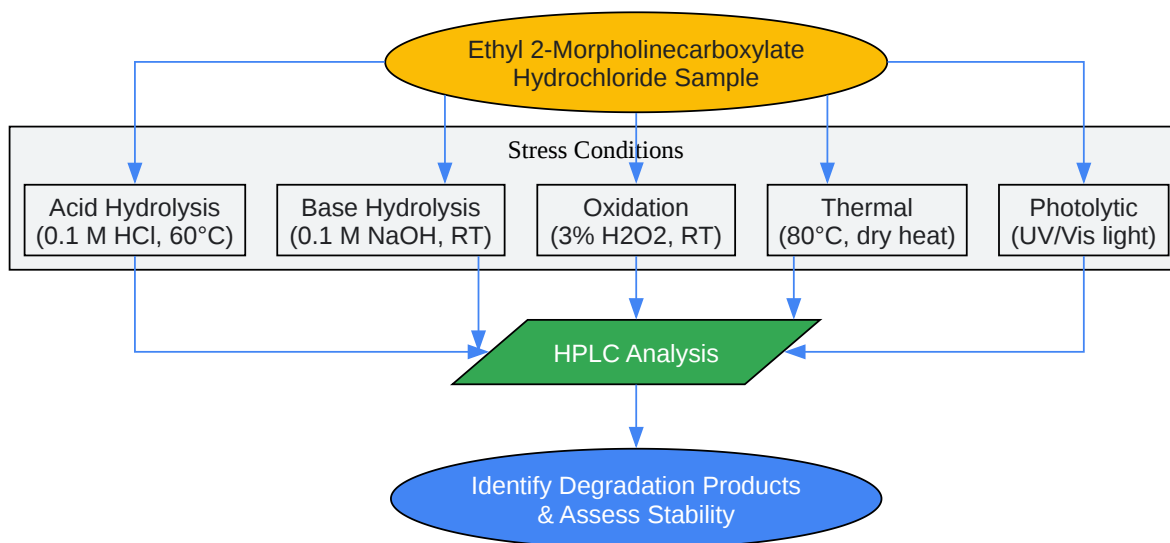 Ethyl 2-Morpholinecarboxylate
Hydrochloride Sample
Stress Conditions
Acid Hydrolysis
(0.1 M HCl, 60°C)
Base Hydrolysis
(0.1 M NaOH, RT)
Oxidation
(3% H2O2, RT)
Thermal
(80°C, dry heat)
Photolytic
(UV/Vis light)
HPLC Analysis
Identify Degradation Products
& Assess Stability